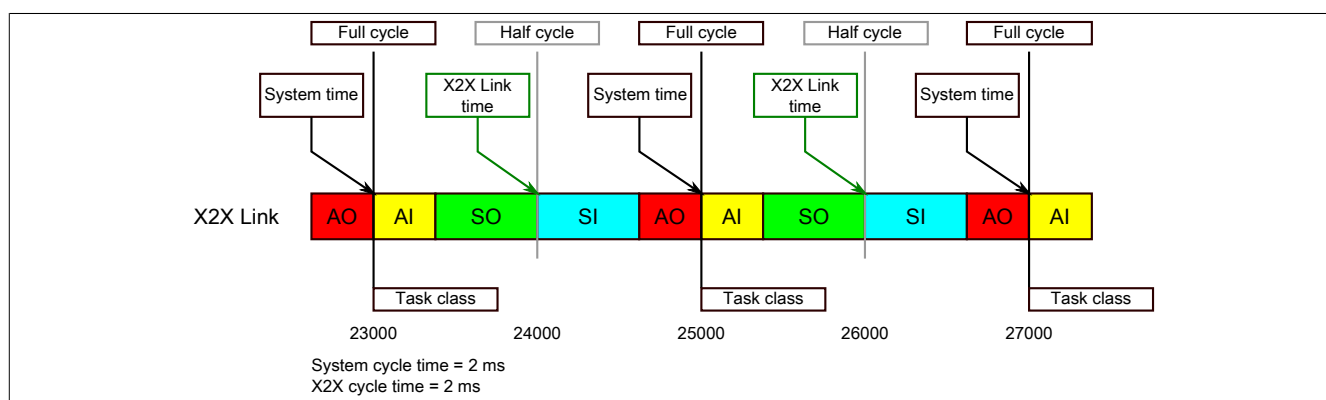 Full cycle
Half cycle
Full cycle
Half cycle
Full cycle
System time
X2X Link
time
System time
X2X Link
time
System time
X2X Link
AO
AI
SO
SI
AO
AI
SO
SI
AO
AI
Task class
Task class
Task class
23000
24000
25000
26000
27000
System cycle time = 2 ms
X2X cycle time = 2 ms